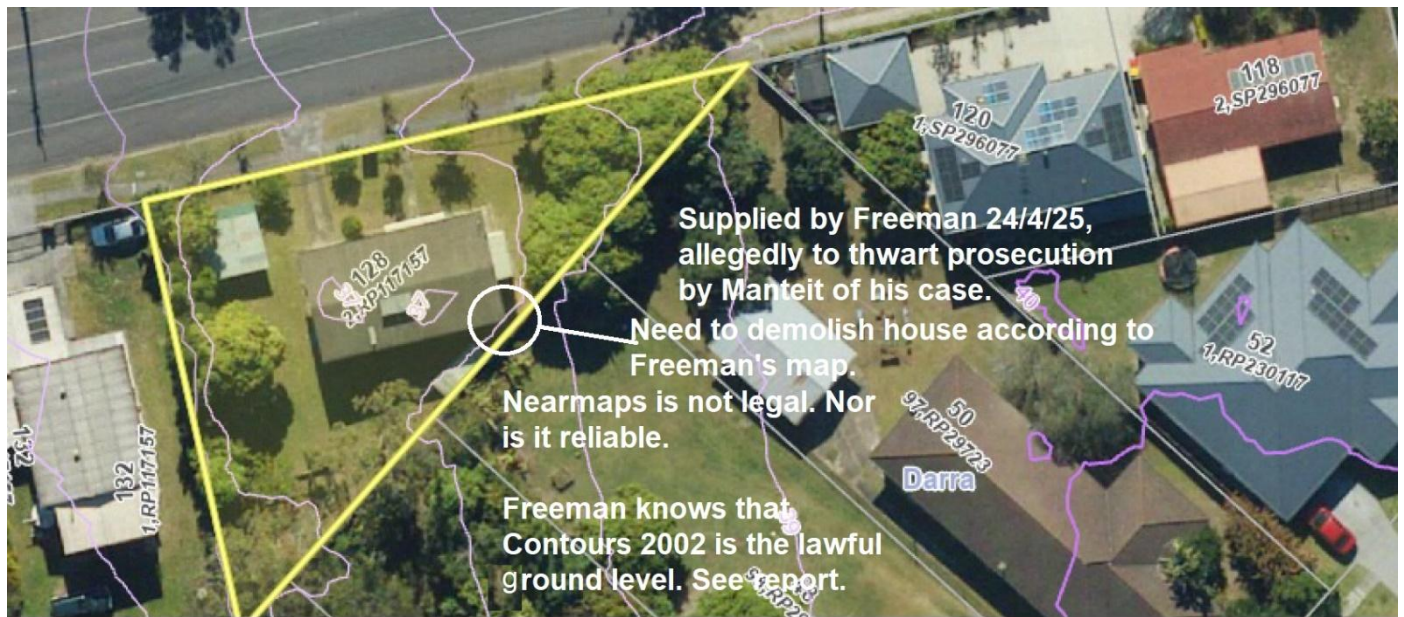 118
2,SP296077
120
1,SP296077
Supplied by Freeman 24/4/25,
allegedly to thwart prosecution
by Manteit of his case.
128
2,RP117157
37
40
Need to demolish house according to
Freeman's map.
52
1,RP230117
Nearmaps is not legal. Nor
is it reliable.
50
97,RP29723
Darra
132
132
1,RP117157
Freeman knows that
Contours 2002 is the lawful
ground level. See report.